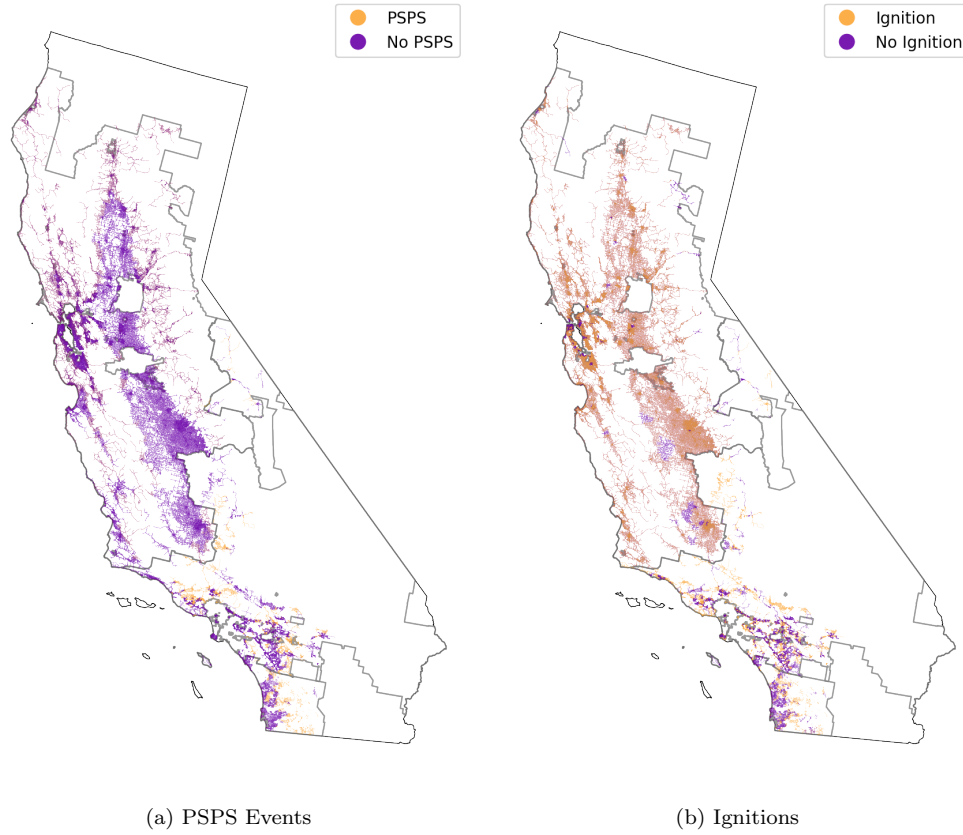 PSPS
No PSPS
Ignition
No Ignition
(a) PSPS Events
(b) Ignitions